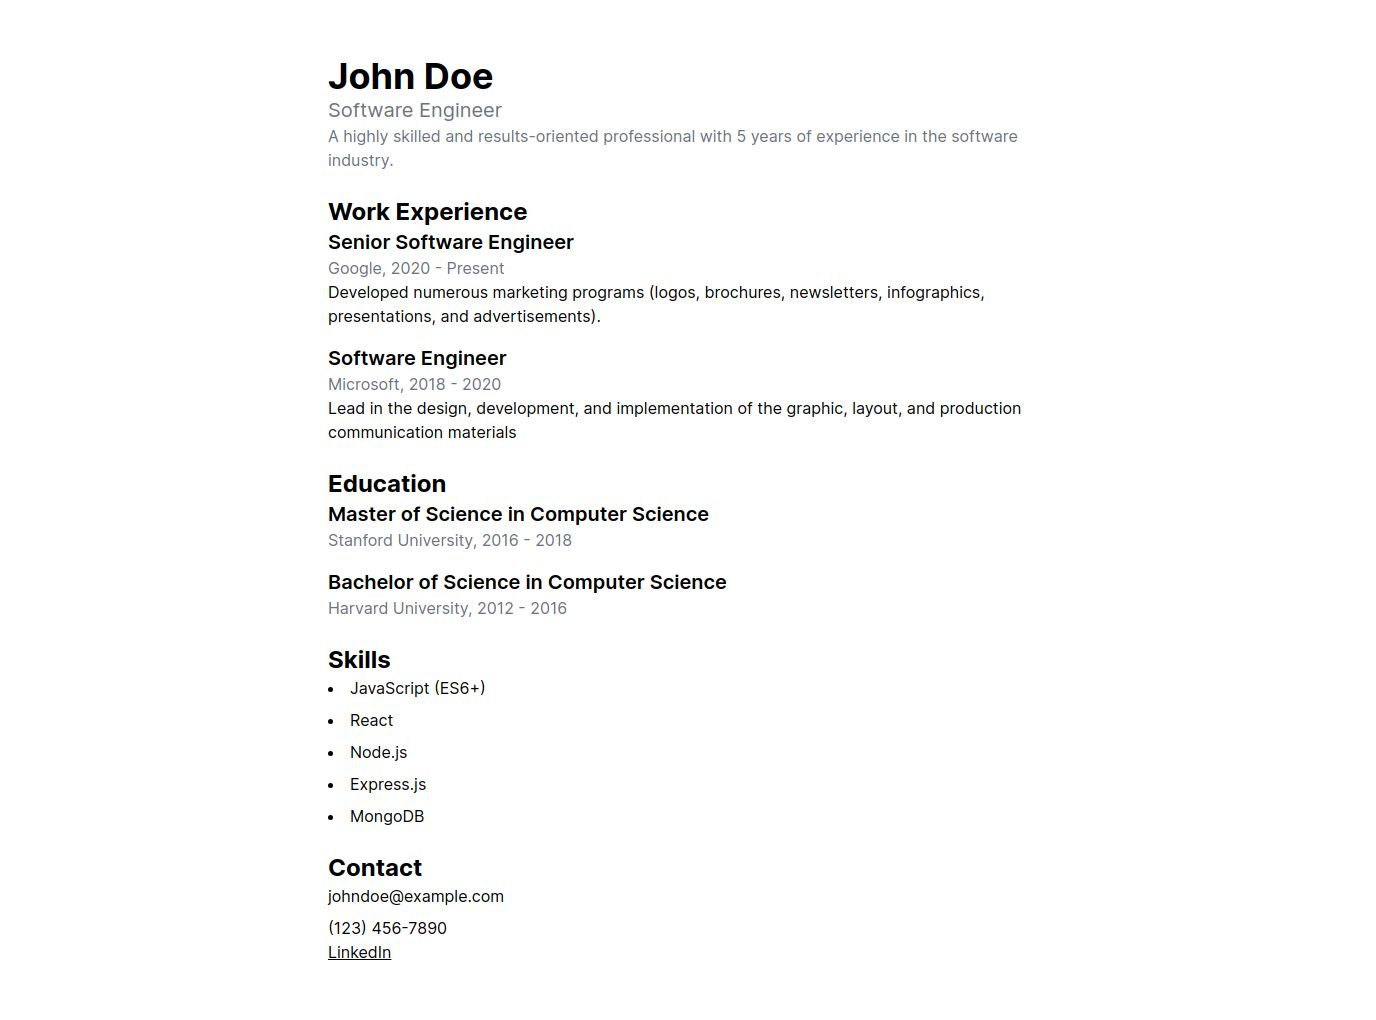 John Doe
Software Engineer
A highly skilled and results-oriented professional with 5 years of experience in the software
industry.
Work Experience
Senior Software Engineer
Google, 2020 - Present
Developed numerous marketing programs (logos, brochures, newsletters, infographics,
presentations, and advertisements).
Software Engineer
Microsoft, 2018 - 2020
Lead in the design, development, and implementation of the graphic, layout, and production
communication materials
Education
Master of Science in Computer Science
Stanford University, 2016 - 2018
Bachelor of Science in Computer Science
Harvard University, 2012 - 2016
Skills
• JavaScript (ES6+)
• React
• Node.js
• Express.js
• MongoDB
Contact
johndoe@example.com
(123) 456-7890
LinkedIn